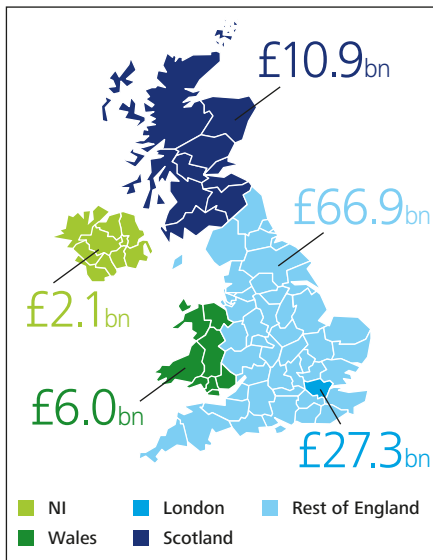 £10.9bn
£66.9bn
£2.1bn
£6.0bn
£27.3bn
NI London Rest of England
Wales Scotland